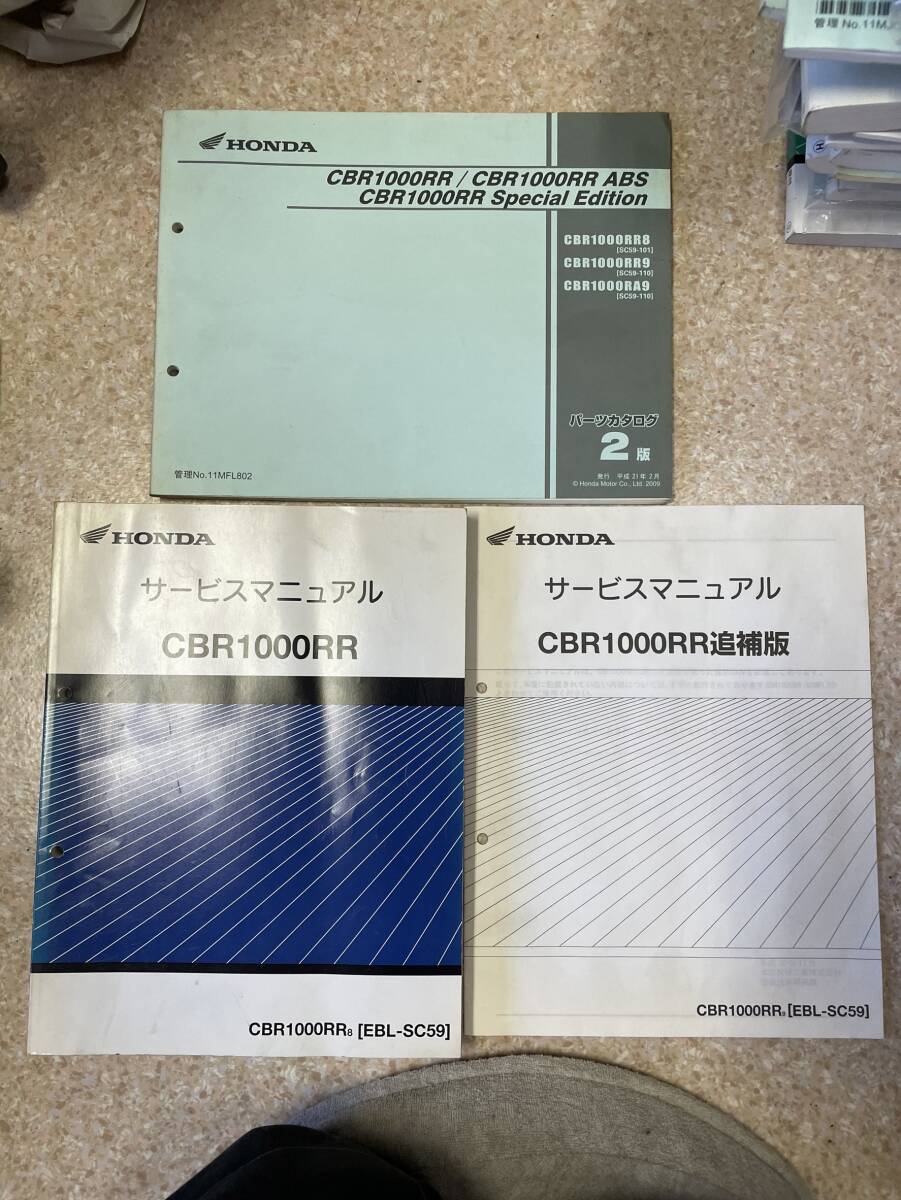 管理 No.11M
HONDA
CBR1000RR / CBR1000RR ABS
CBR1000RR Special Edition
CBR1000RR8
[SC59-101]
CBR1000RR9
[SC59-110]
CBR1000RA9
[SC59-110]
パーツカタログ
2版
発行 平成21年2月
© Honda Motor Co., Ltd. 2009
管理No.11MFL802
HONDA
サービスマニュアル
CBR1000RR
CBR1000RR8 [EBL-SC59]
HONDA
サービスマニュアル
CBR1000RR追補版
CBR1000RR [EBL-SC59]